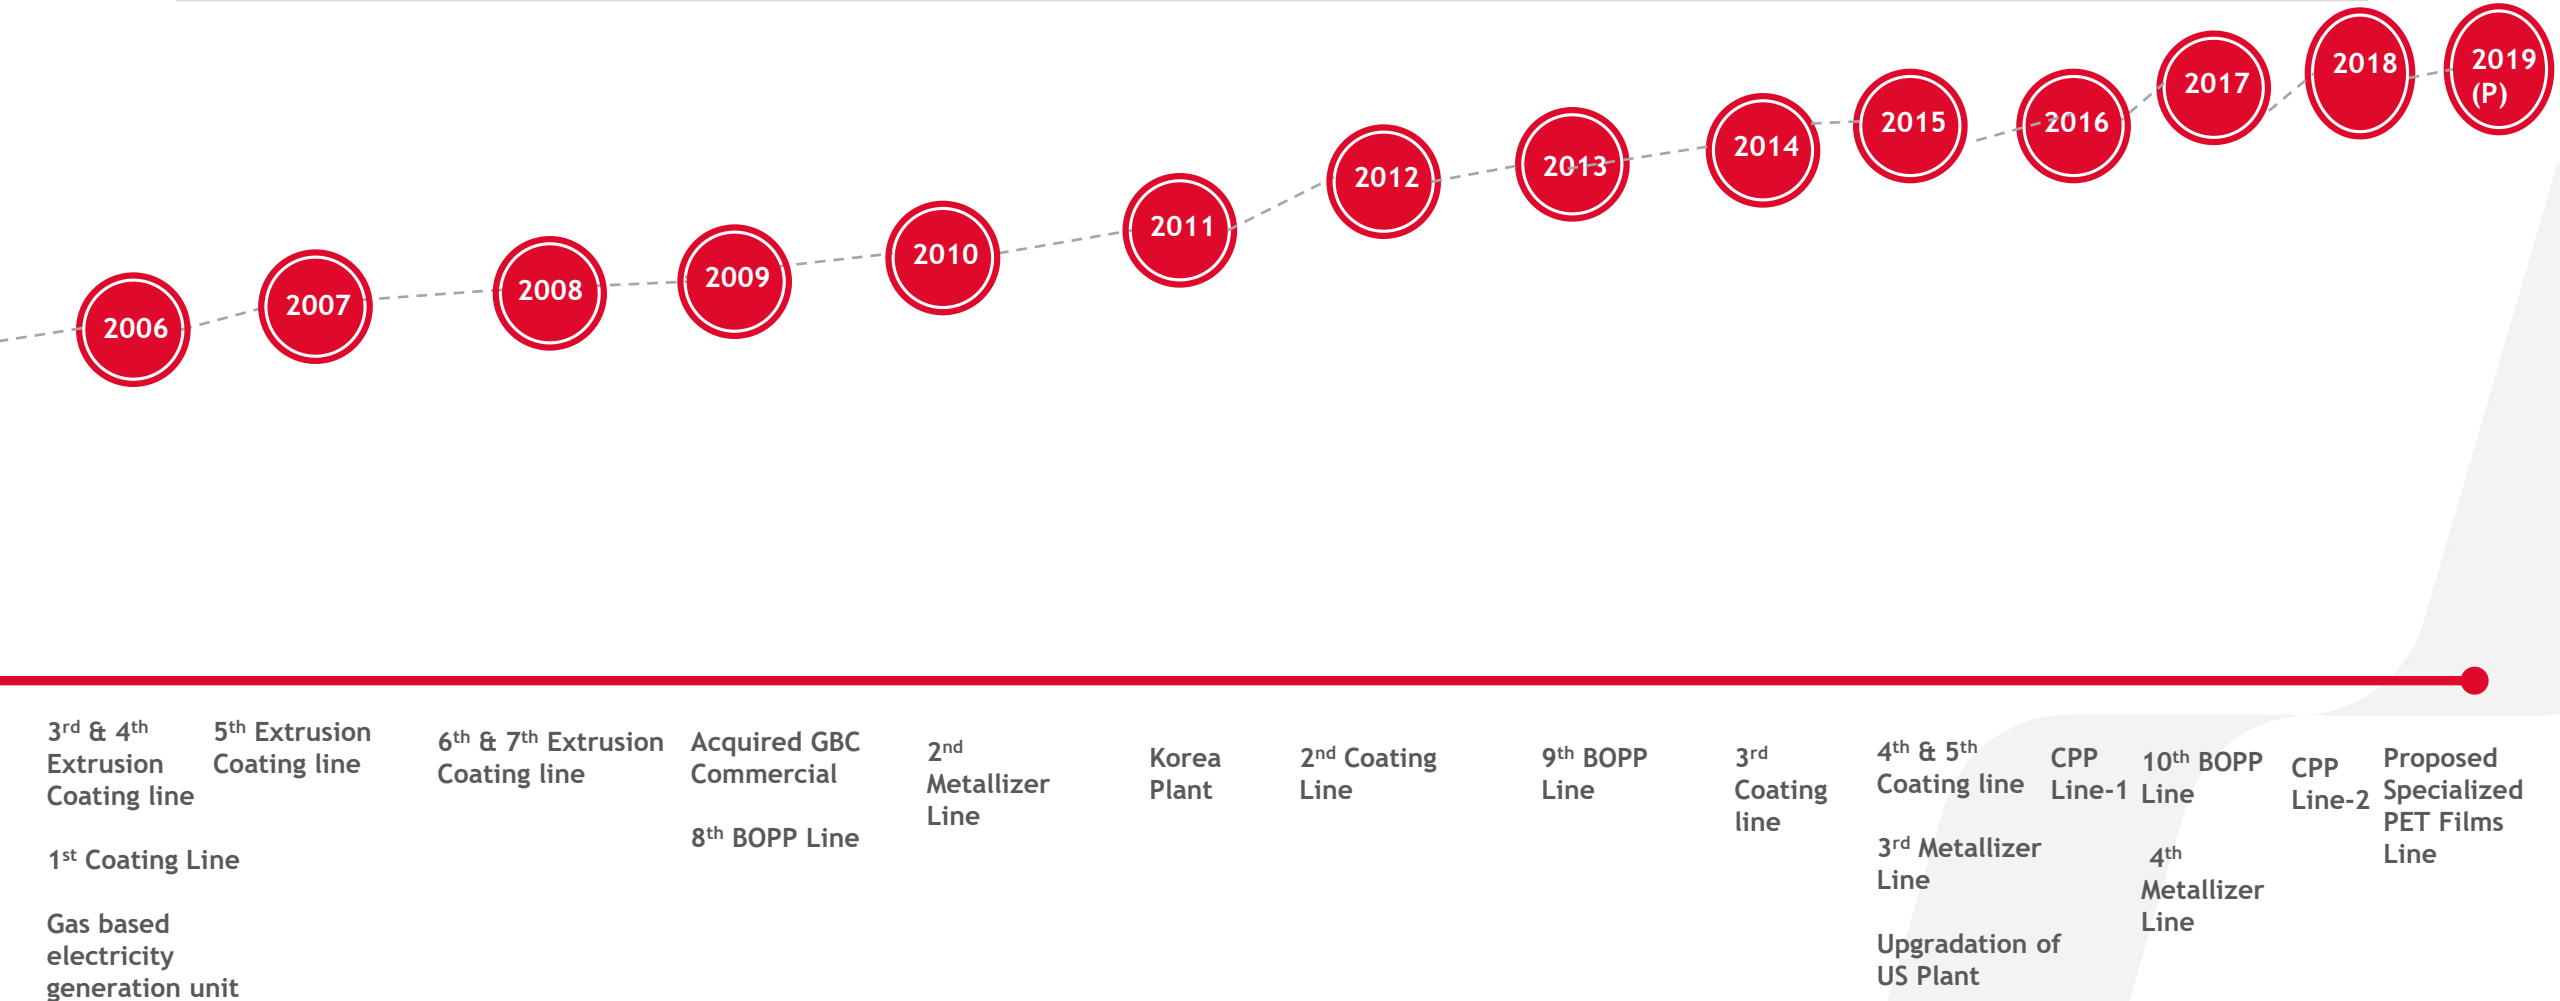 2006
2007
2008
2009
2010
2011
2012
2013
2014
2015
2016
2017
2018
2019
(P)
3rd & 4th
Extrusion
Coating line
1st Coating Line
Gas based
electricity
generation unit
5th Extrusion
Coating line
6th & 7th Extrusion
Coating line
Acquired GBC
Commercial
8th BOPP Line
2nd
Metallizer
Line
Korea
Plant
2nd Coating
Line
9th BOPP
Line
3rd
Coating
line
4th & 5th
Coating line
3rd Metallizer
Line
Upgradation of
US Plant
CPP
Line-1
10th BOPP
Line
4th
Metallizer
Line
CPP
Line-2
Proposed
Specialized
PET Films
Line